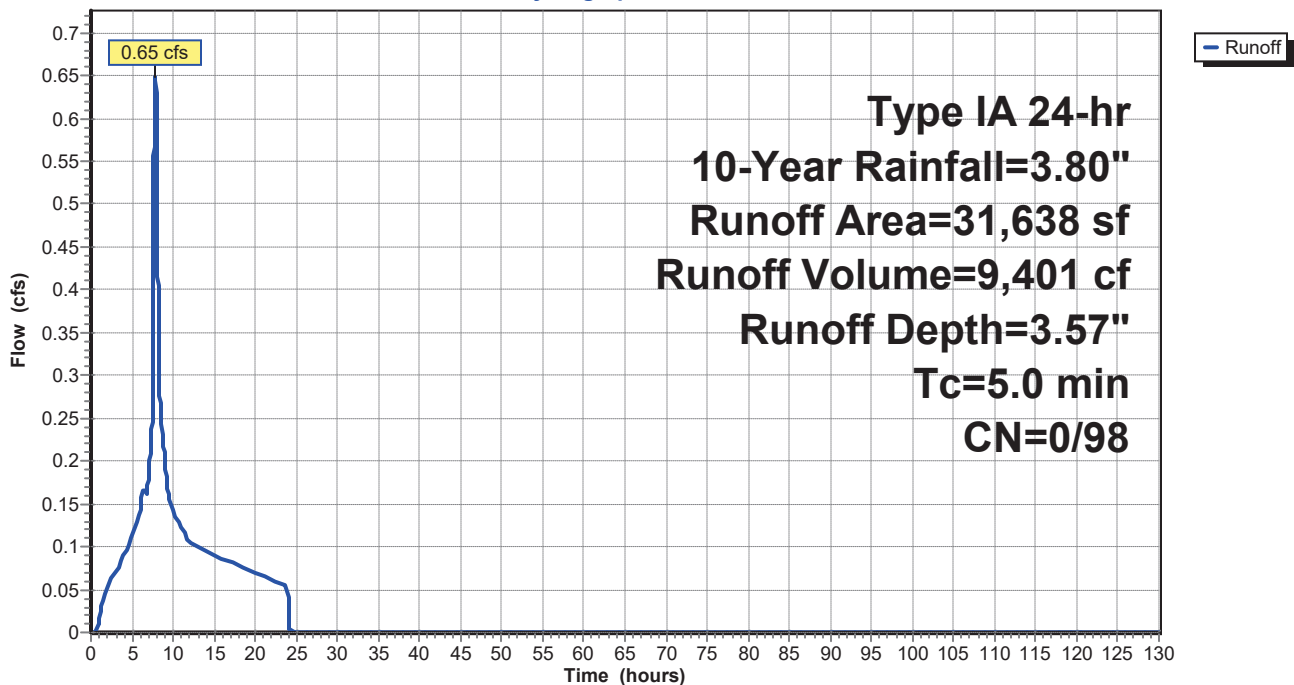 0.7
0.65
0.6
0.55
0.5
0.45
0.4
0.35
0.3
0.25
0.2
0.15
0.1
0.05
0
Flow (cfs)
0.65 cfs
Runoff
Type IA 24-hr
10-Year Rainfall=3.80"
Runoff Area=31,638 sf
Runoff Volume=9,401 cf
Runoff Depth=3.57"
Tc=5.0 min
CN=0/98
0 5 10 15 20 25 30 35 40 45 50 55 60 65 70 75 80 85 90 95 100 105 110 115 120 125 130
Time (hours)